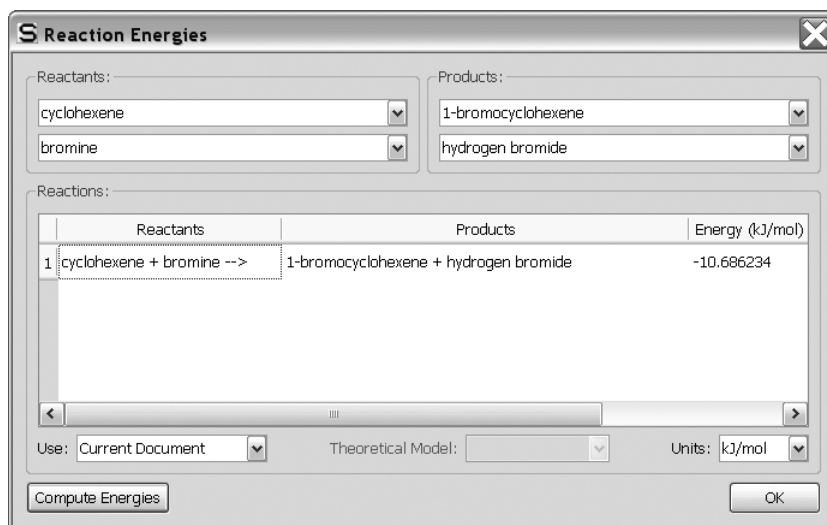 S Reaction Energies
Reactants:
cyclohexene
bromine
Products:
1-bromocyclohexene
hydrogen bromide
Reactions:
Reactants Products Energy (kJ/mol)
1 cyclohexene + bromine --> 1-bromocyclohexene + hydrogen bromide -10.686234
Use: Current Document Theoretical Model: Units: kJ/mol
Compute Energies OK